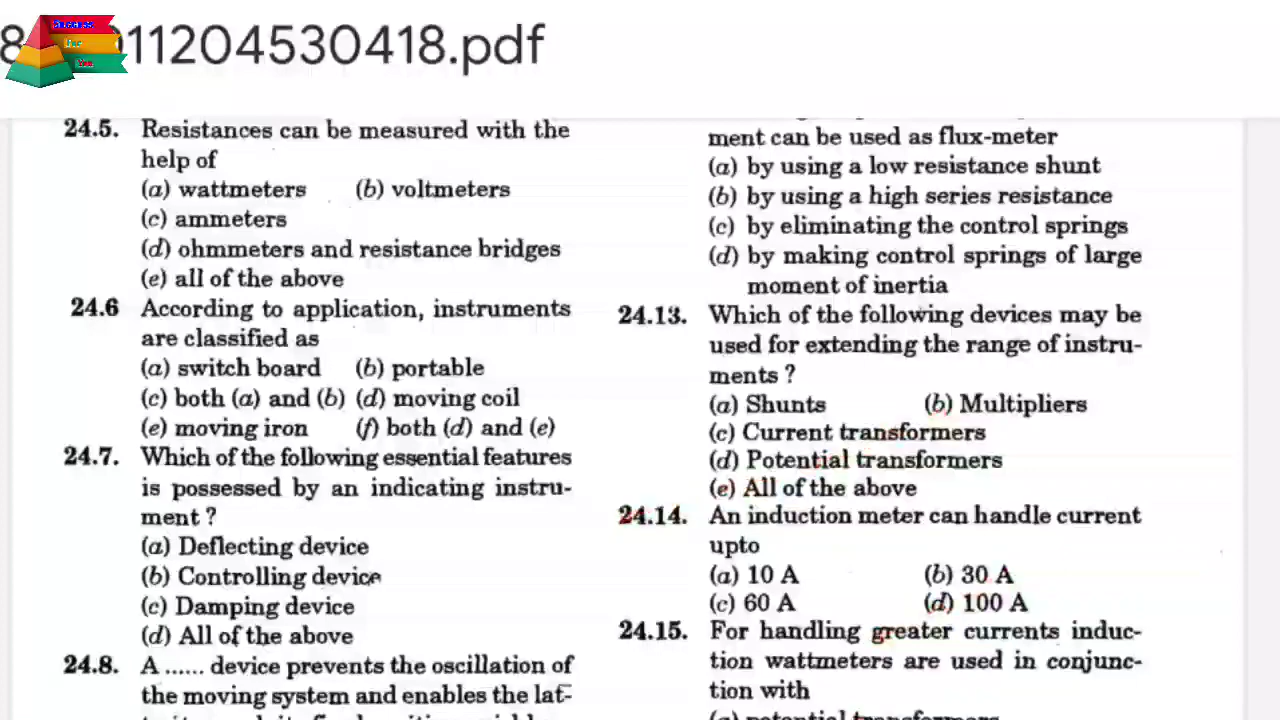 Success
For
You
11204530418.pdf
24.5. Resistances can be measured with the
help of
(a) wattmeters (b) voltmeters
(c) ammeters
(d) ohmmeters and resistance bridges
(e) all of the above
24.6 According to application, instruments
are classified as
(a) switch board (b) portable
(c) both (a) and (b) (d) moving coil
(e) moving iron (f) both (d) and (e)
24.7. Which of the following essential features
is possessed by an indicating instru-
ment ?
(a) Deflecting device
(b) Controlling device
(c) Damping device
(d) All of the above
24.8. A ...... device prevents the oscillation of
the moving system and enables the lat-
ment can be used as flux-meter
(a) by using a low resistance shunt
(b) by using a high series resistance
(c) by eliminating the control springs
(d) by making control springs of large
moment of inertia
24.13. Which of the following devices may be
used for extending the range of instru-
ments ?
(a) Shunts (b) Multipliers
(c) Current transformers
(d) Potential transformers
(e) All of the above
24.14. An induction meter can handle current
upto
(a) 10 A (b) 30 A
(c) 60 A (d) 100 A
24.15. For handling greater currents induc-
tion wattmeters are used in conjunc-
tion with
(a) potential transformers